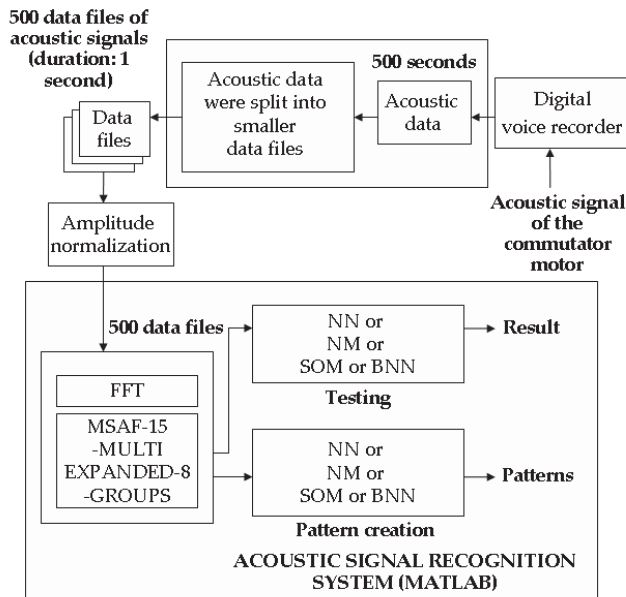 500 data files of
acoustic signals
(duration: 1
second)
500 seconds
Acoustic data
were split into
smaller
data files
Acoustic
data
Digital
voice recorder
Data
files
Acoustic signal
of the
commutator
motor
Amplitude
normalization
500 data files
FFT
MSAF-15
-MULTI
EXPANDED-8
-GROUPS
NN or
NM or
SOM or BNN
Testing
Result
NN or
NM or
SOM or BNN
Pattern creation
Patterns
ACOUSTIC SIGNAL RECOGNITION
SYSTEM (MATLAB)